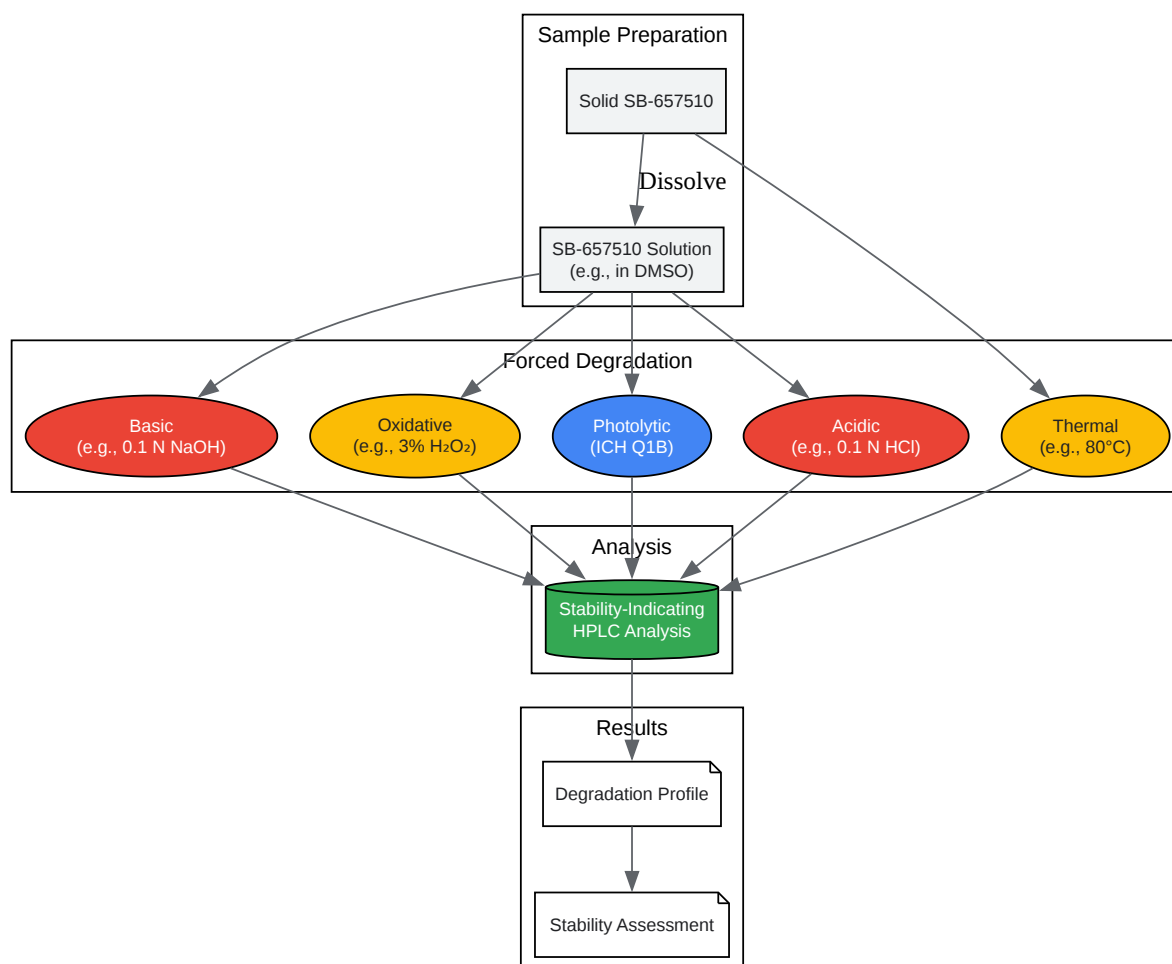 Sample Preparation
Solid SB-657510
Dissolve
SB-657510 Solution
(e.g., in DMSO)
Forced Degradation
Basic
(e.g., 0.1 N NaOH)
Oxidative
(e.g., 3% H₂O₂)
Photolytic
(ICH Q1B)
Acidic
(e.g., 0.1 N HCl)
Thermal
(e.g., 80°C)
Analysis
Stability-Indicating
HPLC Analysis
Results
Degradation Profile
Stability Assessment